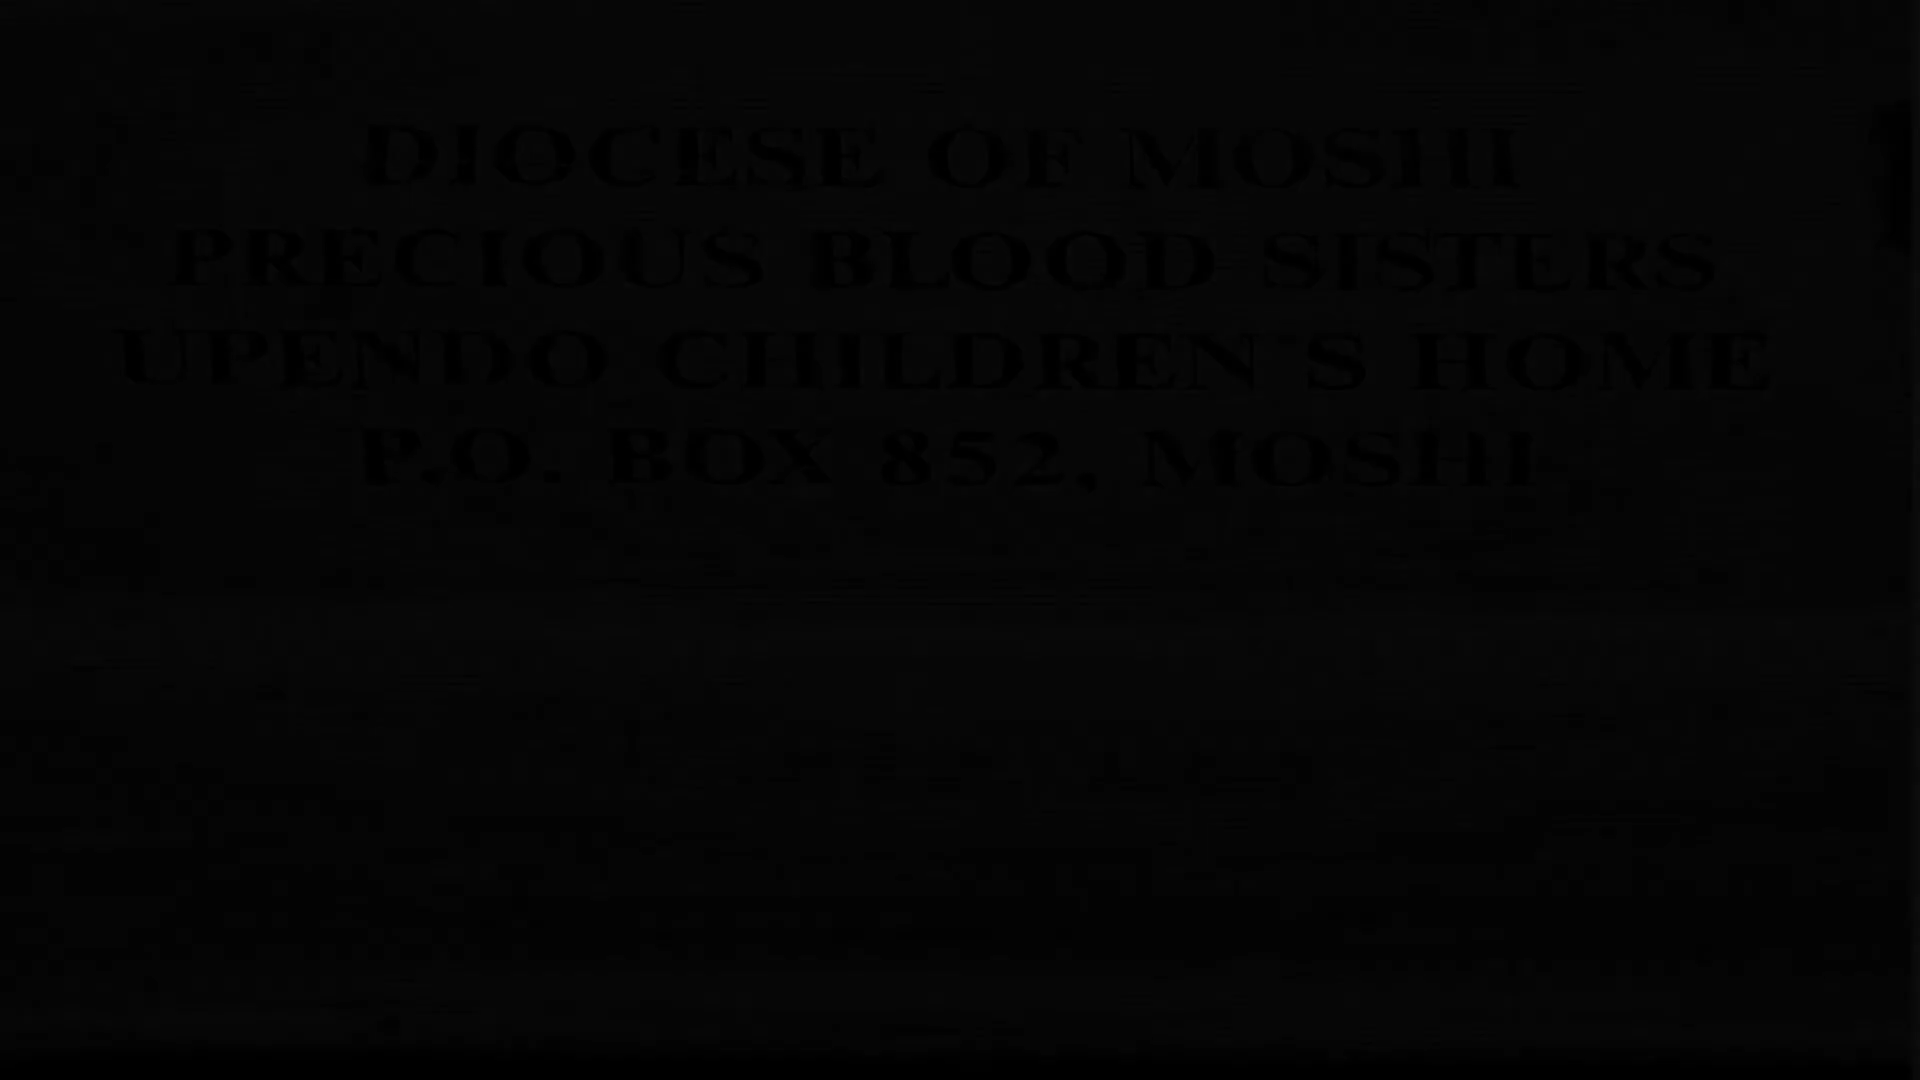 DIOCESE OF MOSHI
PRECIOUS BLOOD SISTERS
UPENDO CHILDREN'S HOME
P.O. BOX 852, MOSHI